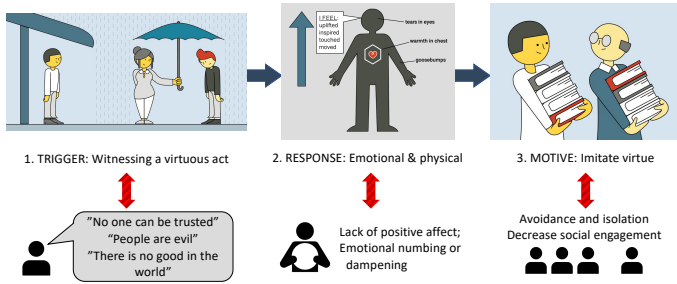 I FEEL:
uplifted
inspired
touched
moved
tears in eyes
warmth in chest
goosebumps
1. TRIGGER: Witnessing a virtuous act
2. RESPONSE: Emotional & physical
3. MOTIVE: Imitate virtue
”No one can be trusted”
“People are evil”
”There is no good in the
world”
Lack of positive affect;
Emotional numbing or
dampening
Avoidance and isolation
Decrease social engagement